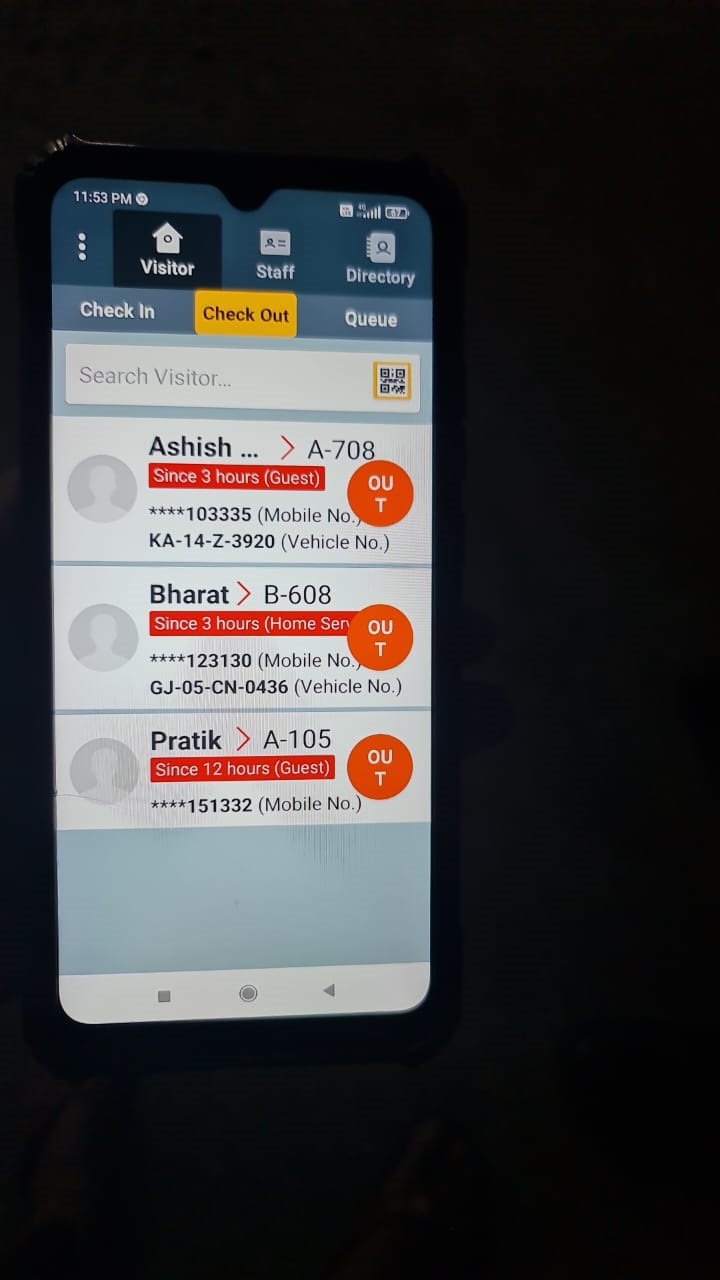 11:53 PM
67
Visitor
Staff
Directory
Check In
Check Out
Queue
Search Visitor...
Ashish ... A-708
Since 3 hours (Guest)
OU
T
****103335 (Mobile No.)
KA-14-Z-3920 (Vehicle No.)
Bharat B-608
Since 3 hours (Home Serv
OU
T
****123130 (Mobile No.)
GJ-05-CN-0436 (Vehicle No.)
Pratik A-105
Since 12 hours (Guest)
OU
T
****151332 (Mobile No.)